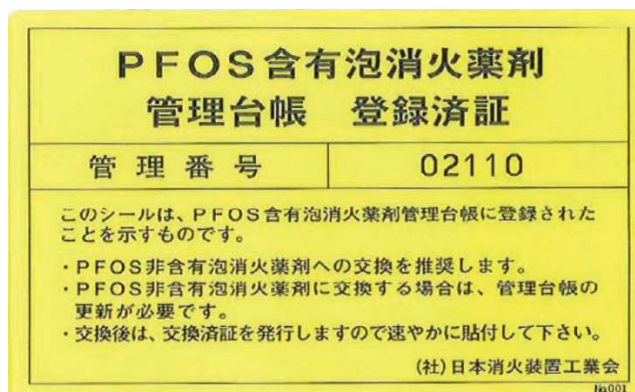 PFOS含有泡消火薬剤
管理台帳 登録済証
管理番号 02110
このシールは、PFOS含有泡消火薬剤管理台帳に登録された
ことを示すものです。
・PFOS非含有泡消火薬剤への交換を推奨します。
・PFOS非含有泡消火薬剤に交換する場合は、管理台帳の
更新が必要です。
・交換後は、交換済証を発行しますので速やかに貼付して下さい。
(社)日本消火装置工業会
No.001